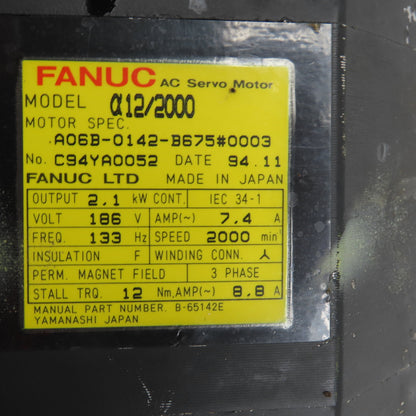 FANUC AC Servo Motor
MODEL α12/2000
MOTOR SPEC.
A06B-0142-B675#0003
No. C94YA0052 DATE 94.11
FANUC LTD MADE IN JAPAN
OUTPUT 2.1 kW CONT. IEC 34-1
VOLT 186 V AMP(~) 7.4 A
FREQ. 133 Hz SPEED 2000 min⁻¹
INSULATION F WINDING CONN. Y
PERM. MAGNET FIELD 3 PHASE
STALL TRQ. 12 Nm,AMP(~) 8.8 A
MANUAL PART NUMBER. B-65142E
YAMANASHI JAPAN